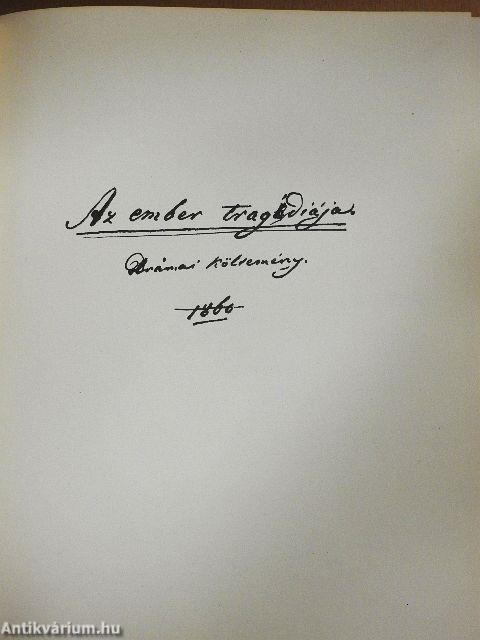 Az ember tragédiája.
Drámai költemény.
1860
Antikvárium.hu